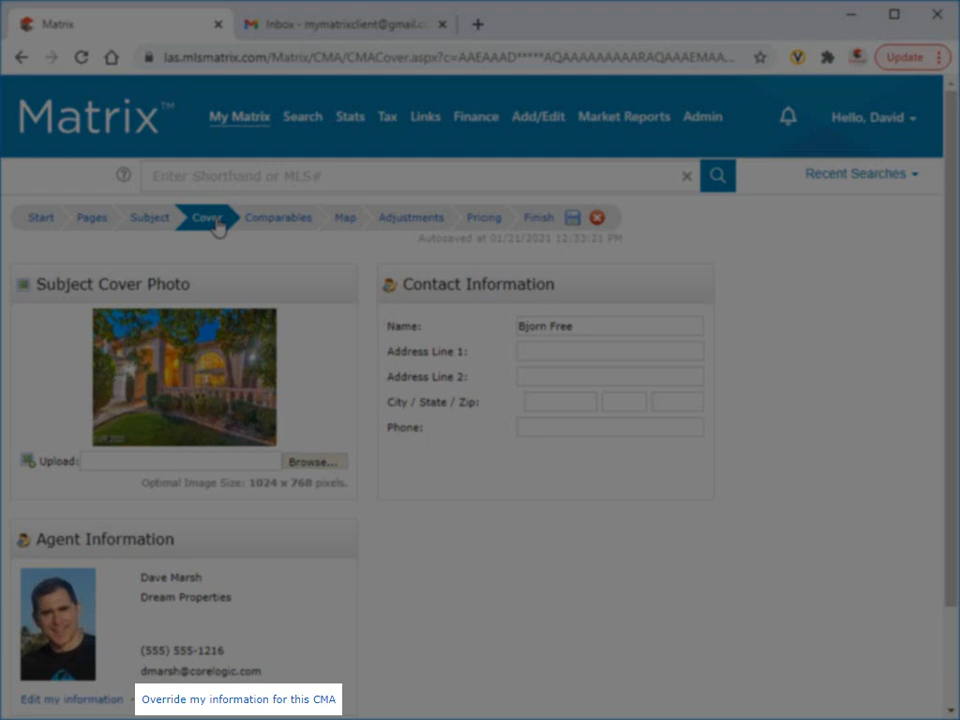 Matrix
Inbox - mymatrixclient@gmail.c
las.mlsmatrix.com/Matrix/CMA/CMACover.aspx?c=AAEAAAD*****AQAAAAAAAAARAQAAAEMAA...
Update
Matrix™
My Matrix Search Stats Tax Links Finance Add/Edit Market Reports Admin
Hello, David
Enter Shorthand or MLS#
Recent Searches
Start Pages Subject Cover Comparables Map Adjustments Pricing Finish
Autosaved at 01/21/2021 12:33:21 PM
Subject Cover Photo
Upload:
Browse...
Optimal Image Size: 1024 x 768 pixels.
Contact Information
Name: Bjorn Free
Address Line 1:
Address Line 2:
City / State / Zip:
Phone:
Agent Information
Dave Marsh
Dream Properties
(555) 555-1216
dmarsh@corelogic.com
Edit my information - Override my information for this CMA